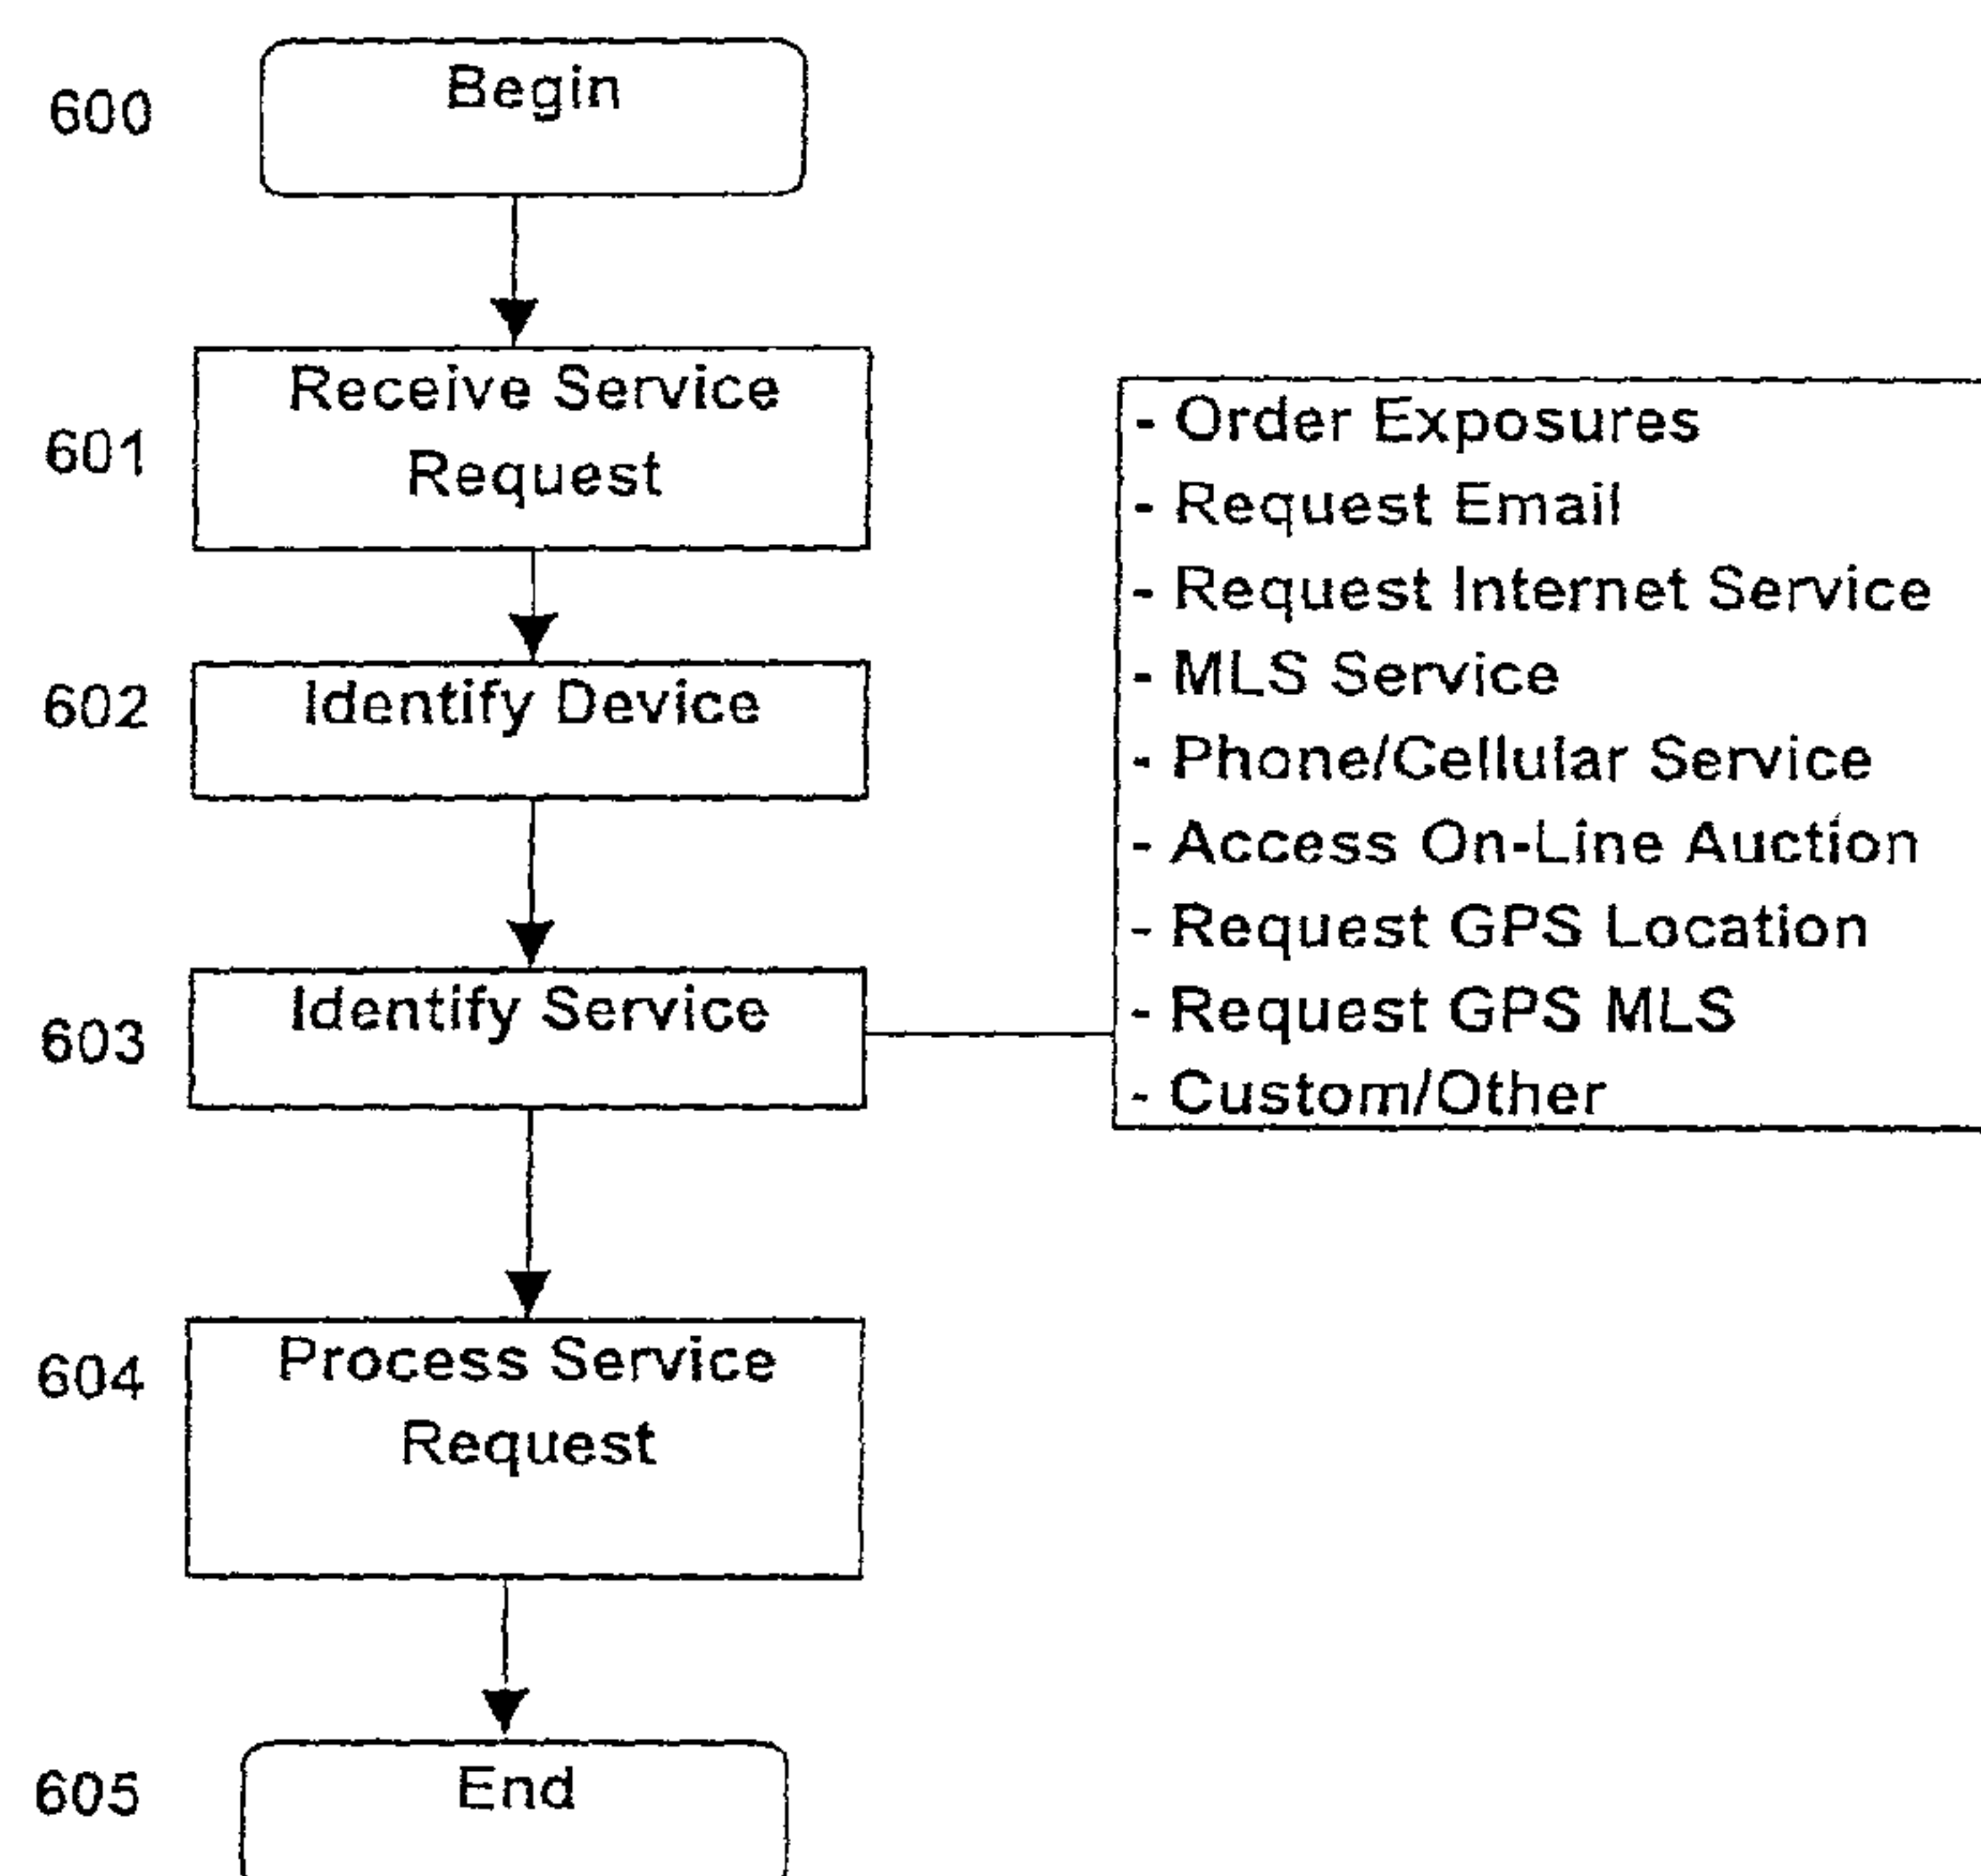 600
Begin
601
Receive Service
Request
602
Identify Device
603
Identify Service
- Order Exposures
- Request Email
- Request Internet Service
- MLS Service
- Phone/Cellular Service
- Access On-Line Auction
- Request GPS Location
- Request GPS MLS
- Custom/Other
604
Process Service
Request
605
End